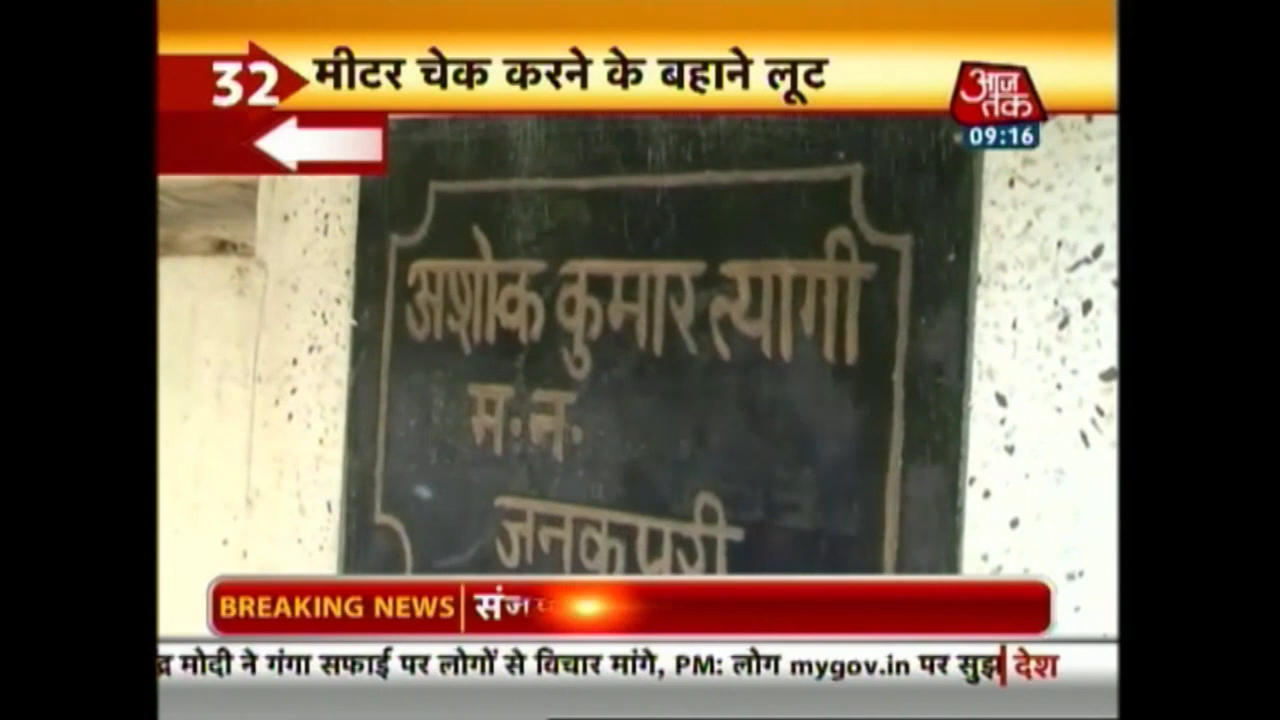 32 मीटर चेक करने के बहाने लूट
आज तक
09:16
अशोक कुमार त्यागी
म॰न॰
जनकपुरी
BREAKING NEWS
मोदी ने गंगा सफाई पर लोगों से विचार मांगे, PM: लोग mygov.in पर देश